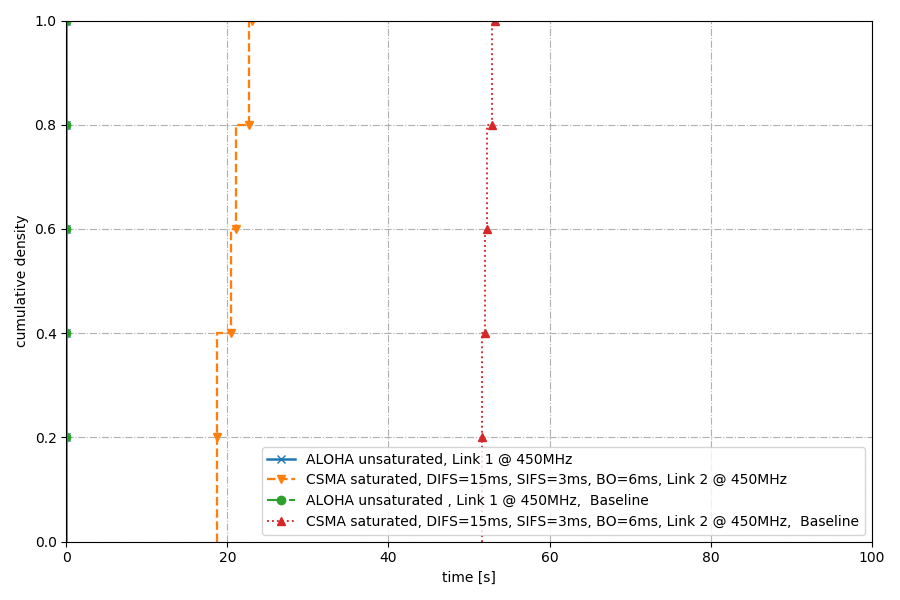 1.0
0.8
0.6
0.4
0.2
0.0
cumulative density
ALOHA unsaturated, Link 1 @ 450MHz
CSMA saturated, DIFS=15ms, SIFS=3ms, BO=6ms, Link 2 @ 450MHz
ALOHA unsaturated , Link 1 @ 450MHz,  Baseline
CSMA saturated, DIFS=15ms, SIFS=3ms, BO=6ms, Link 2 @ 450MHz,  Baseline
0 20 40 60 80 100
time [s]